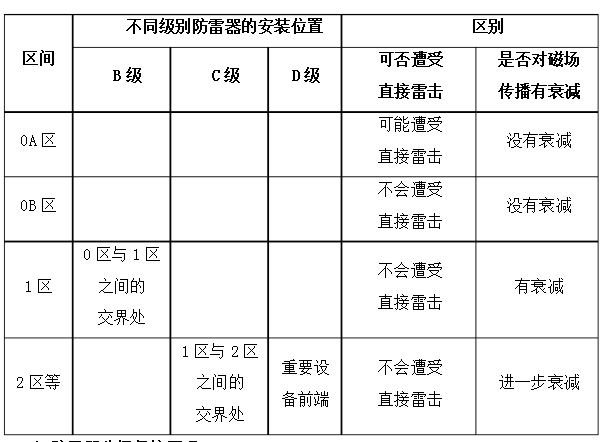 区间
不同级别防雷器的安装位置
区别
B级
C级
D级
可否遭受
直接雷击
是否对磁场
传播有衰减
0A区
可能遭受
直接雷击
没有衰减
0B区
不会遭受
直接雷击
没有衰减
1区
0区与1区
之间的
交界处
不会遭受
直接雷击
有衰减
2区等
1区与2区
之间的
交界处
重要设
备前端
不会遭受
直接雷击
进一步衰减